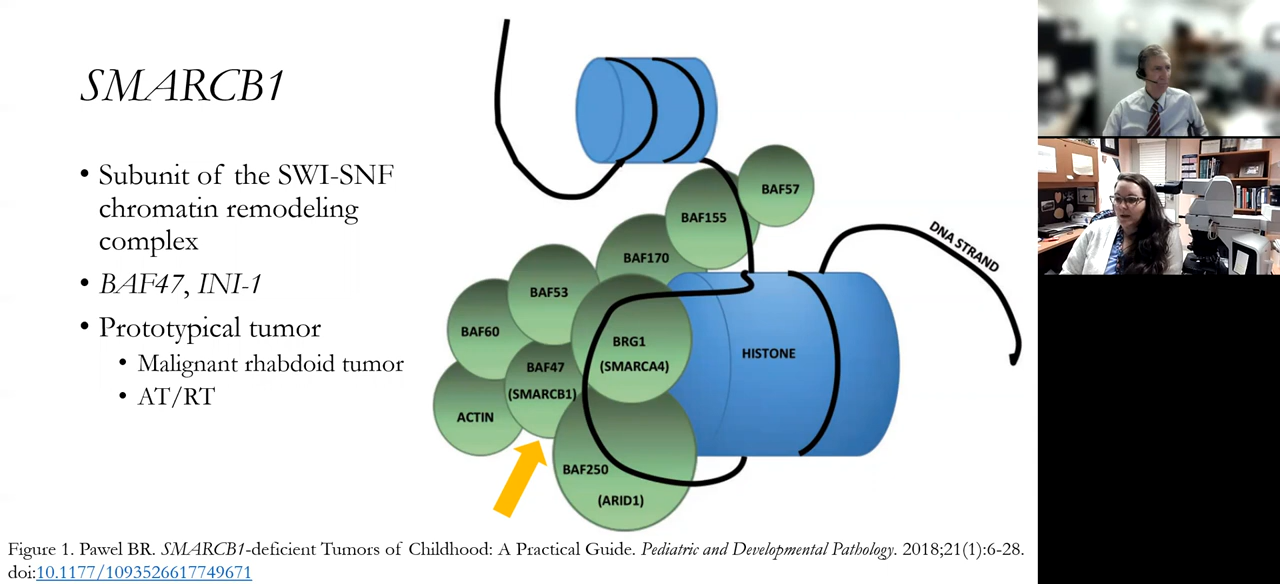 SMARCB1
• Subunit of the SWI-SNF
chromatin remodeling
complex
• BAF47, INI-1
• Prototypical tumor
• Malignant rhabdoid tumor
• AT/RT
BAF57
BAF155
BAF170
BAF53
BAF60
BAF47
(SMARCB1)
ACTIN
BRG1
(SMARCA4)
BAF250
(ARID1)
HISTONE
DNA STRAND
Figure 1. Pawel BR. SMARCB1-deficient Tumors of Childhood: A Practical Guide. Pediatric and Developmental Pathology. 2018;21(1):6-28.
doi:10.1177/1093526617749671